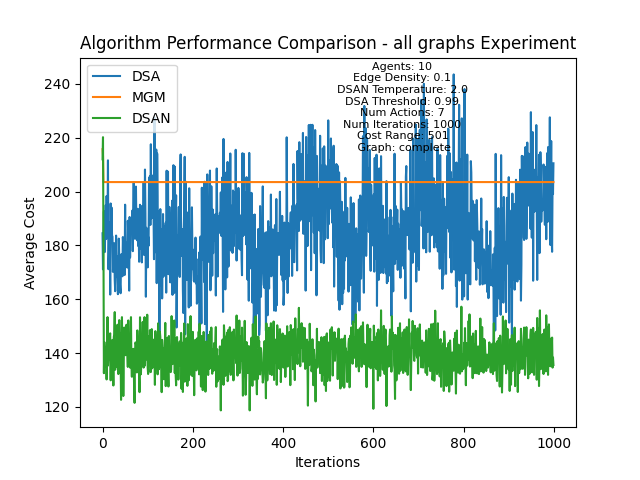 Algorithm Performance Comparison - all graphs Experiment
DSA
MGM
DSAN
Agents: 10
Edge Density: 0.1
DSAN Temperature: 2.0
DSA Threshold: 0.99
Num Actions: 7
Num Iterations: 1000
Cost Range: 501
Graph: complete
Average Cost
240
220
200
180
160
140
120
0 200 400 600 800 1000
Iterations